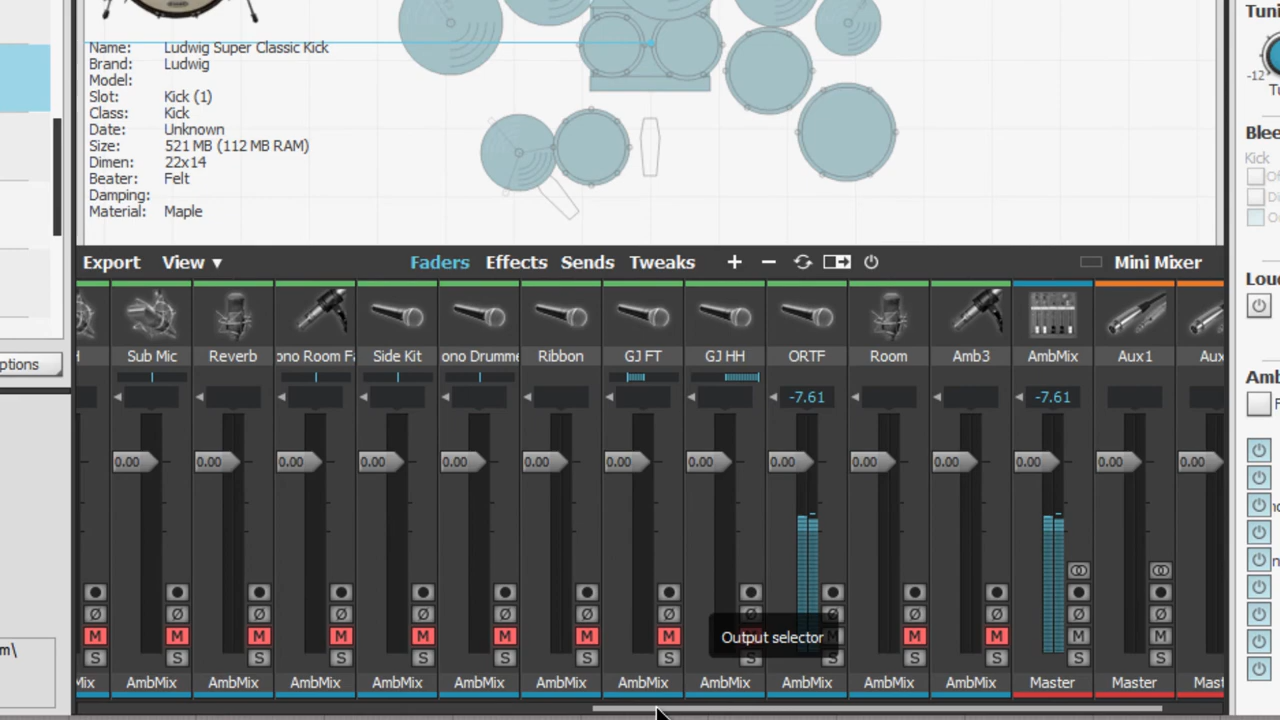 Name: Ludwig Super Classic Kick
Brand: Ludwig
Model:
Slot: Kick (1)
Class: Kick
Date: Unknown
Size: 521 MB (112 MB RAM)
Dimen: 22x14
Beater: Felt
Damping:
Material: Maple
Tuni
-12
Tu
Blee
Kick
Di
Export View ▼ Faders Effects Sends Tweaks + − Mini Mixer
Loud
ptions
Sub Mic Reverb ono Room Fa Side Kit ono Drumme Ribbon GJ FT GJ HH ORTF Room Amb3 AmbMix Aux1 Aux
Amb
-7.61 -7.61
F
0.00 0.00 0.00 0.00 0.00 0.00 0.00 0.00 0.00 0.00 0.00 0.00 0.00 0.00
Ø Ø Ø Ø Ø Ø Ø Ø Ø Ø Ø Ø Ø
M M M M M M M M M M M M
Output selector
m\
S S S S S S S S S S S S S
Mix AmbMix AmbMix AmbMix AmbMix AmbMix AmbMix AmbMix AmbMix AmbMix AmbMix AmbMix Master Master Mast